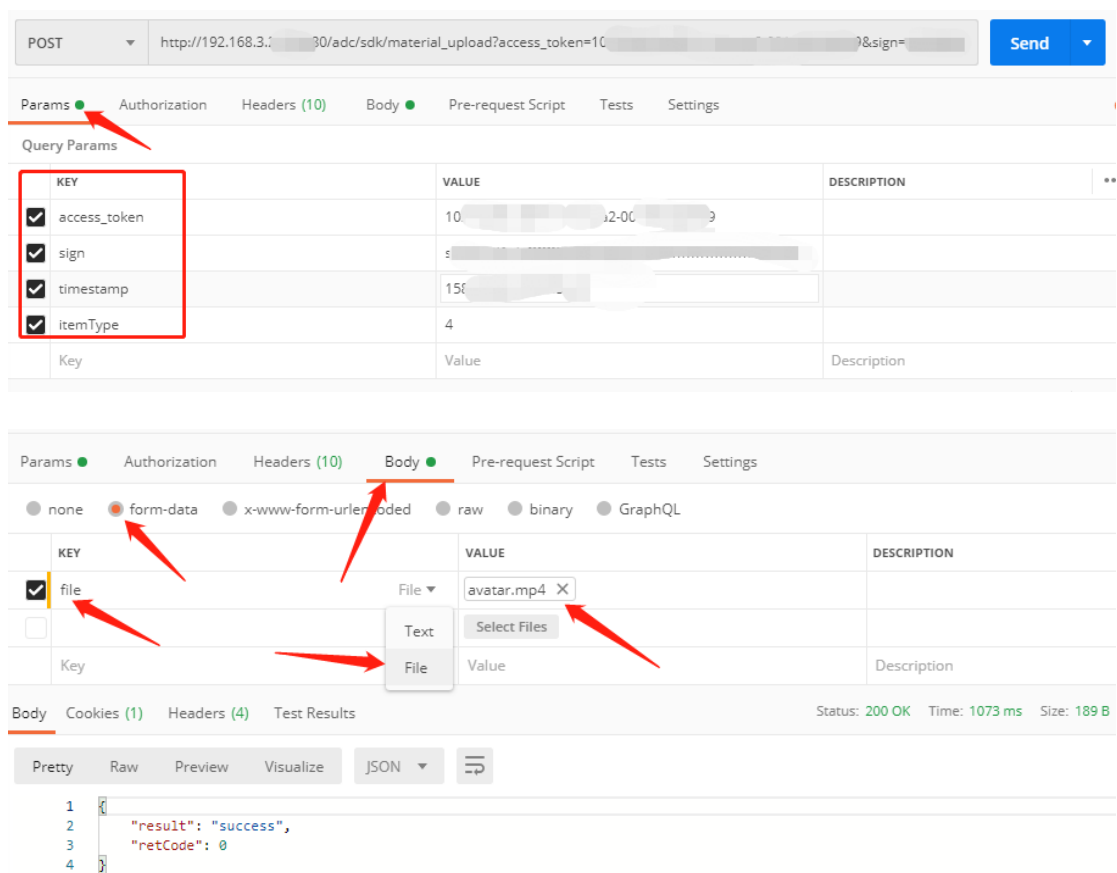 POST http://192.168.3. 80/adc/sdk/material_upload?access_token=10 9&sign= Send
Params Authorization Headers (10) Body Pre-request Script Tests Settings
Query Params
KEY VALUE DESCRIPTION
access_token 10. a2-00 9
sign s
timestamp 158
itemType 4
Key Value Description
Params Authorization Headers (10) Body Pre-request Script Tests Settings
none form-data x-www-form-urlencoded raw binary GraphQL
KEY VALUE DESCRIPTION
file File avatar.mp4
Text Select Files
Key File Value Description
Body Cookies (1) Headers (4) Test Results Status: 200 OK Time: 1073 ms Size: 189 B
Pretty Raw Preview Visualize JSON
1 {
2 "result": "success",
3 "retCode": 0
4 }